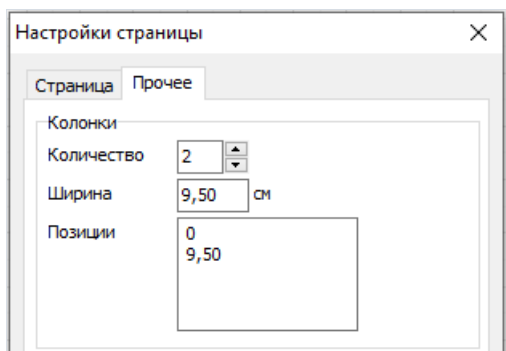 Настройки страницы
Страница Прочее
Колонки
Количество 2
Ширина 9,50 см
Позиции 0
9,50